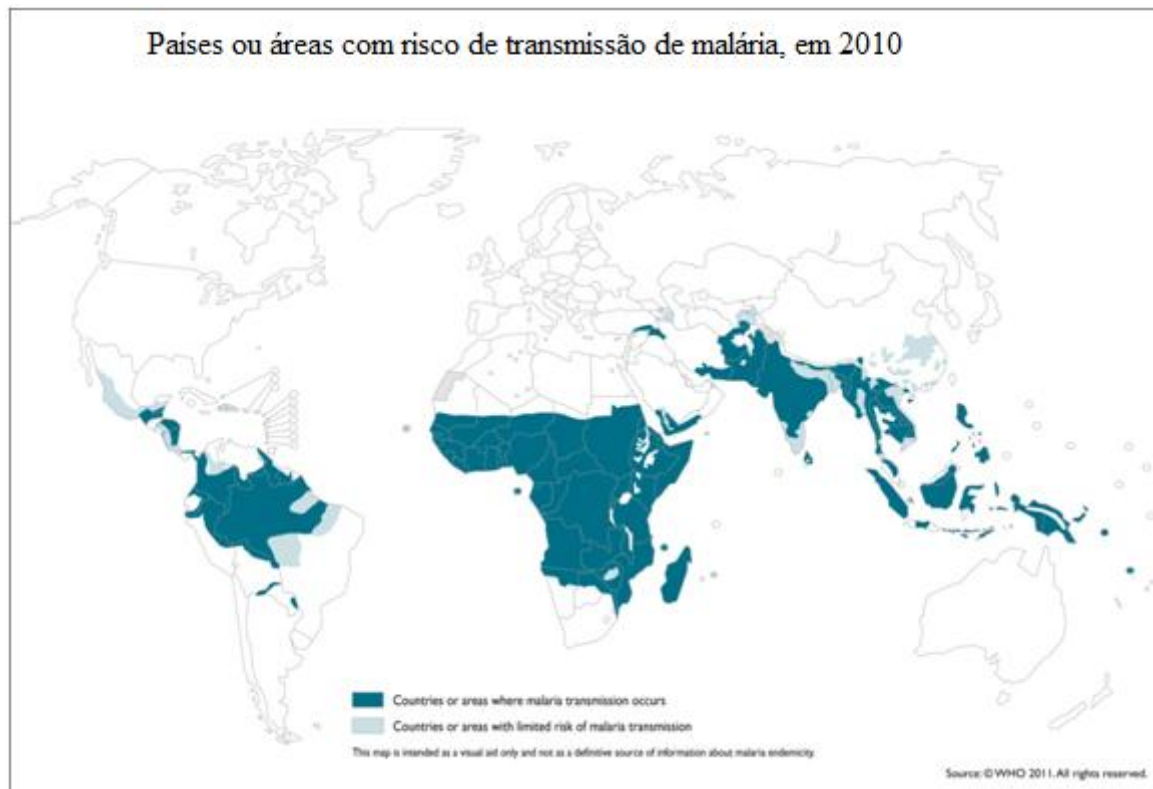 Países ou áreas com risco de transmissão de malária, em 2010
Countries or areas where malaria transmission occurs
Countries or areas with limited risk of malaria transmission
This map is intended as a visual aid only and not as a definitive source of information about malaria endemicity.
Source: © WHO 2011. All rights reserved.